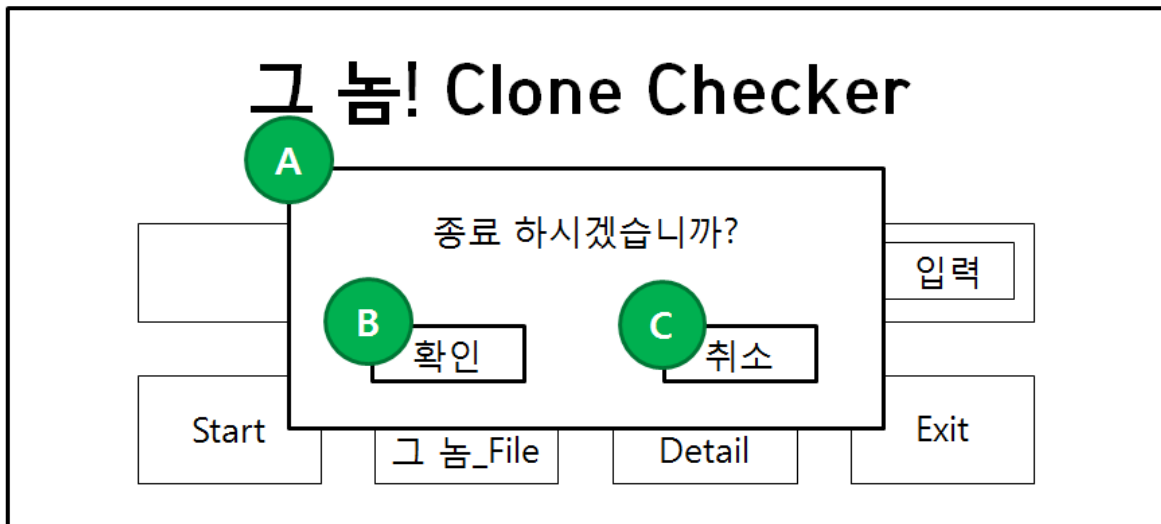 그 놈! Clone Checker
A
종료 하시겠습니까?
입력
B
확인
C
취소
Start
그 놈_File
Detail
Exit